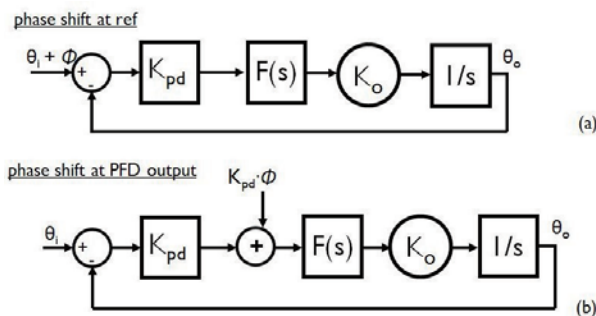 phase shift at ref
θi + Φ
+
-
Kpd
F(s)
Ko
1/s
θo
(a)
phase shift at PFD output
Kpd·Φ
θi
+
-
Kpd
+
F(s)
Ko
1/s
θo
(b)